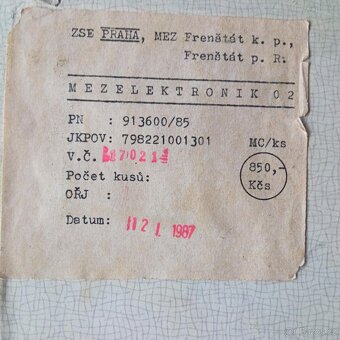 ZSE PRAHA, MEZ Frenštát k. p.,
Frenštát p. R.
MEZELEKTRONIK 02
PN : 913600/85
JKPOV: 798221001301
MC/ks
V.Č.
850,-
Kčs
Počet kusů:
OŘJ :
Datum: 1987